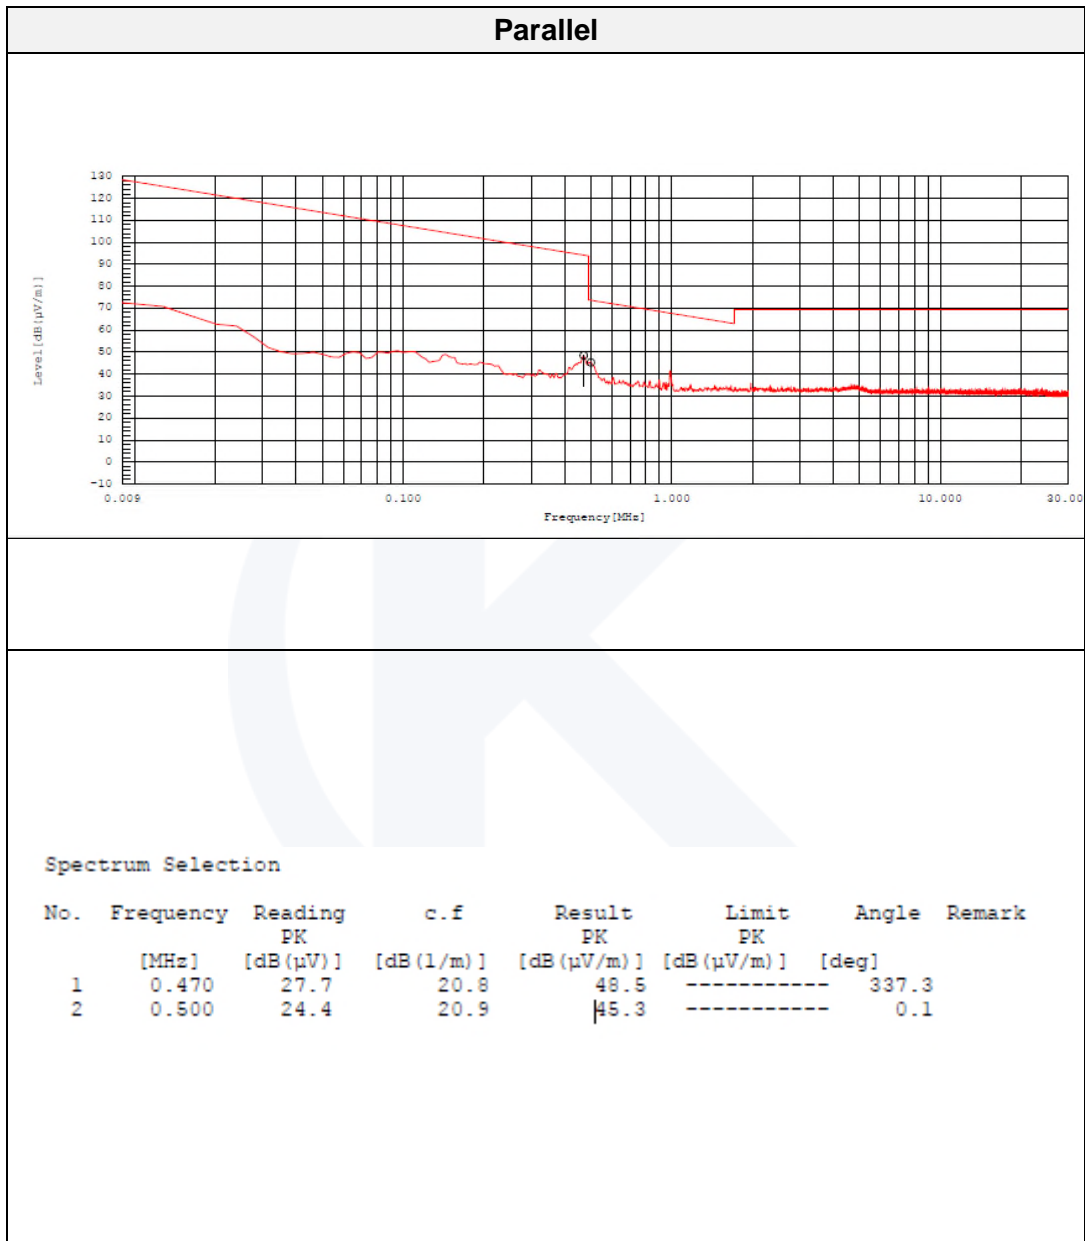 Parallel
130
120
110
100
90
80
70
60
50
40
30
20
10
0
-10
Level[dB(µV/m)]
0.009 0.100 1.000 10.000 30.00
Frequency[MHz]
Spectrum Selection
No. Frequency Reading c.f Result Limit Angle Remark
PK PK PK
[MHz] [dB(µV)] [dB(1/m)] [dB(µV/m)] [dB(µV/m)] [deg]
1 0.470 27.7 20.8 48.5 ----------- 337.3
2 0.500 24.4 20.9 45.3 ----------- 0.1